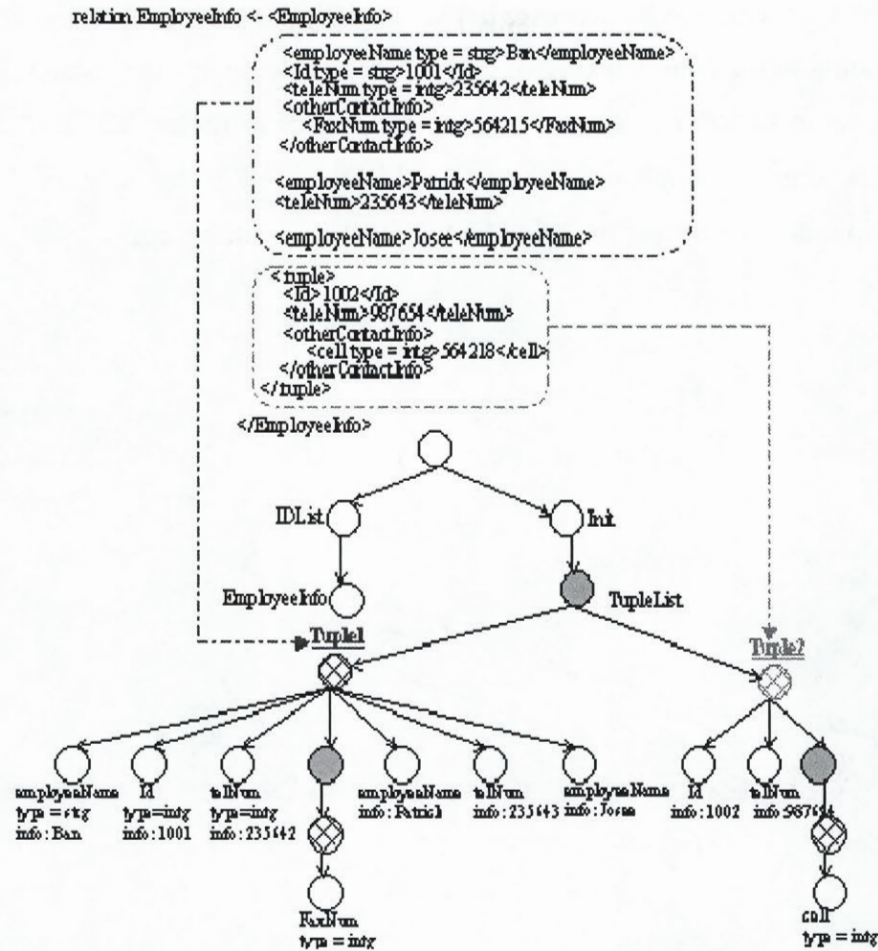 relation EmployeeInfo <- <EmployeeInfo>
<employeeName type = strg>Ban</employeeName>
<Id type = strg>1001</Id>
<teleNum type = intg>235642</teleNum>
<otherContactInfo>
<FaxNum type = intg>564215</FaxNum>
</otherContactInfo>
<employeeName>Patrick</employeeName>
<teleNum>235643</teleNum>
<employeeName>Josee</employeeName>
<tuple>
<Id>1002</Id>
<teleNum>987654</teleNum>
<otherContactInfo>
<cell type = intg>564218</cell>
</otherContactInfo>
</tuple>
</EmployeeInfo>
IDList
Init
EmployeeInfo
TupleList
Tuple1
Tuple2
employeeName
type = strg
info: Ban
Id
type=intg
info: 1001
tellNum
type=intg
info: 235642
employeeName
info: Patrick
tellNum
info: 235643
employeeName
info: Josee
Id
info: 1002
tellNum
info: 987654
FaxNum
type = intg
cell
type = intg